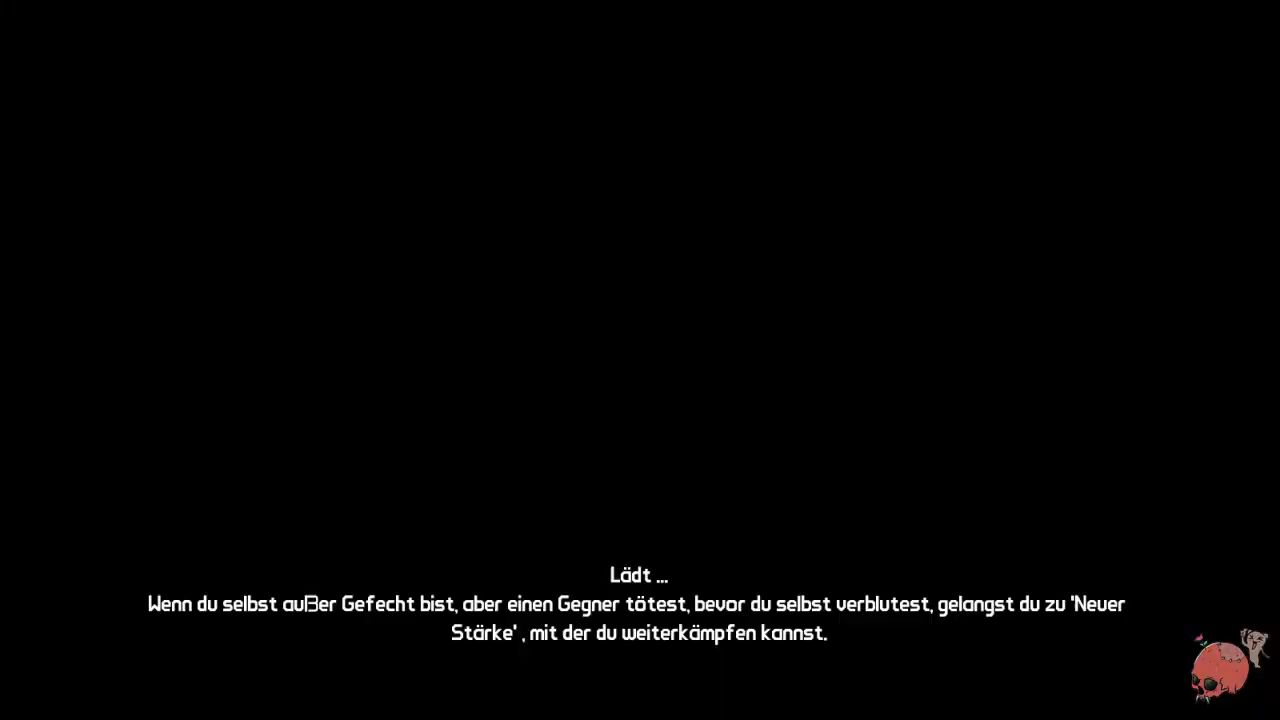 Lädt ...
Wenn du selbst außer Gefecht bist, aber einen Gegner tötest, bevor du selbst verblutest, gelangst du zu 'Neuer
Stärke' , mit der du weiterkämpfen kannst.